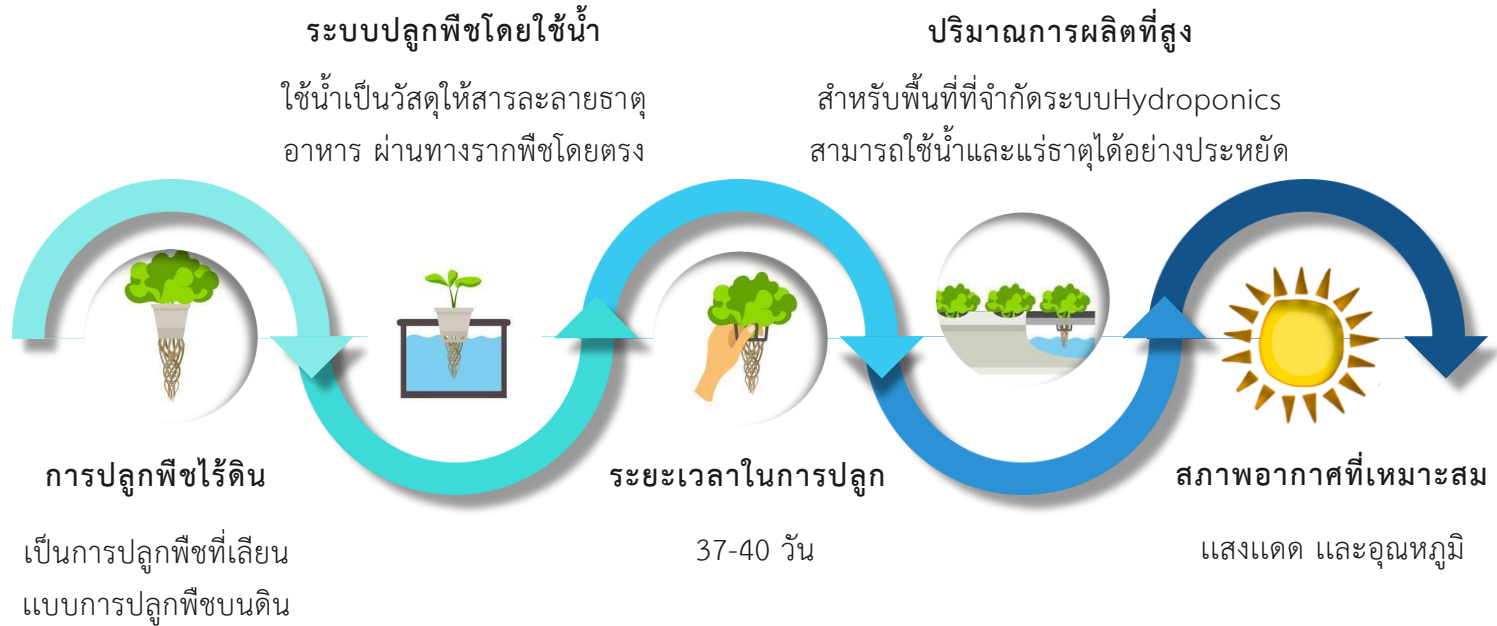 ระบบปลูกพืชโดยใช้น้ำ
ใช้น้ำเป็นวัสดุให้สารละลายธาตุ
อาหาร ผ่านทางรากพืชโดยตรง
ปริมาณการผลิตที่สูง
สำหรับพื้นที่ที่จำกัดระบบHydroponics
สามารถใช้น้ำและแร่ธาตุได้อย่างประหยัด
การปลูกพืชไร้ดิน
เป็นการปลูกพืชที่เลียน
แบบการปลูกพืชบนดิน
ระยะเวลาในการปลูก
37-40 วัน
สภาพอากาศที่เหมาะสม
แสงแดด และอุณหภูมิ